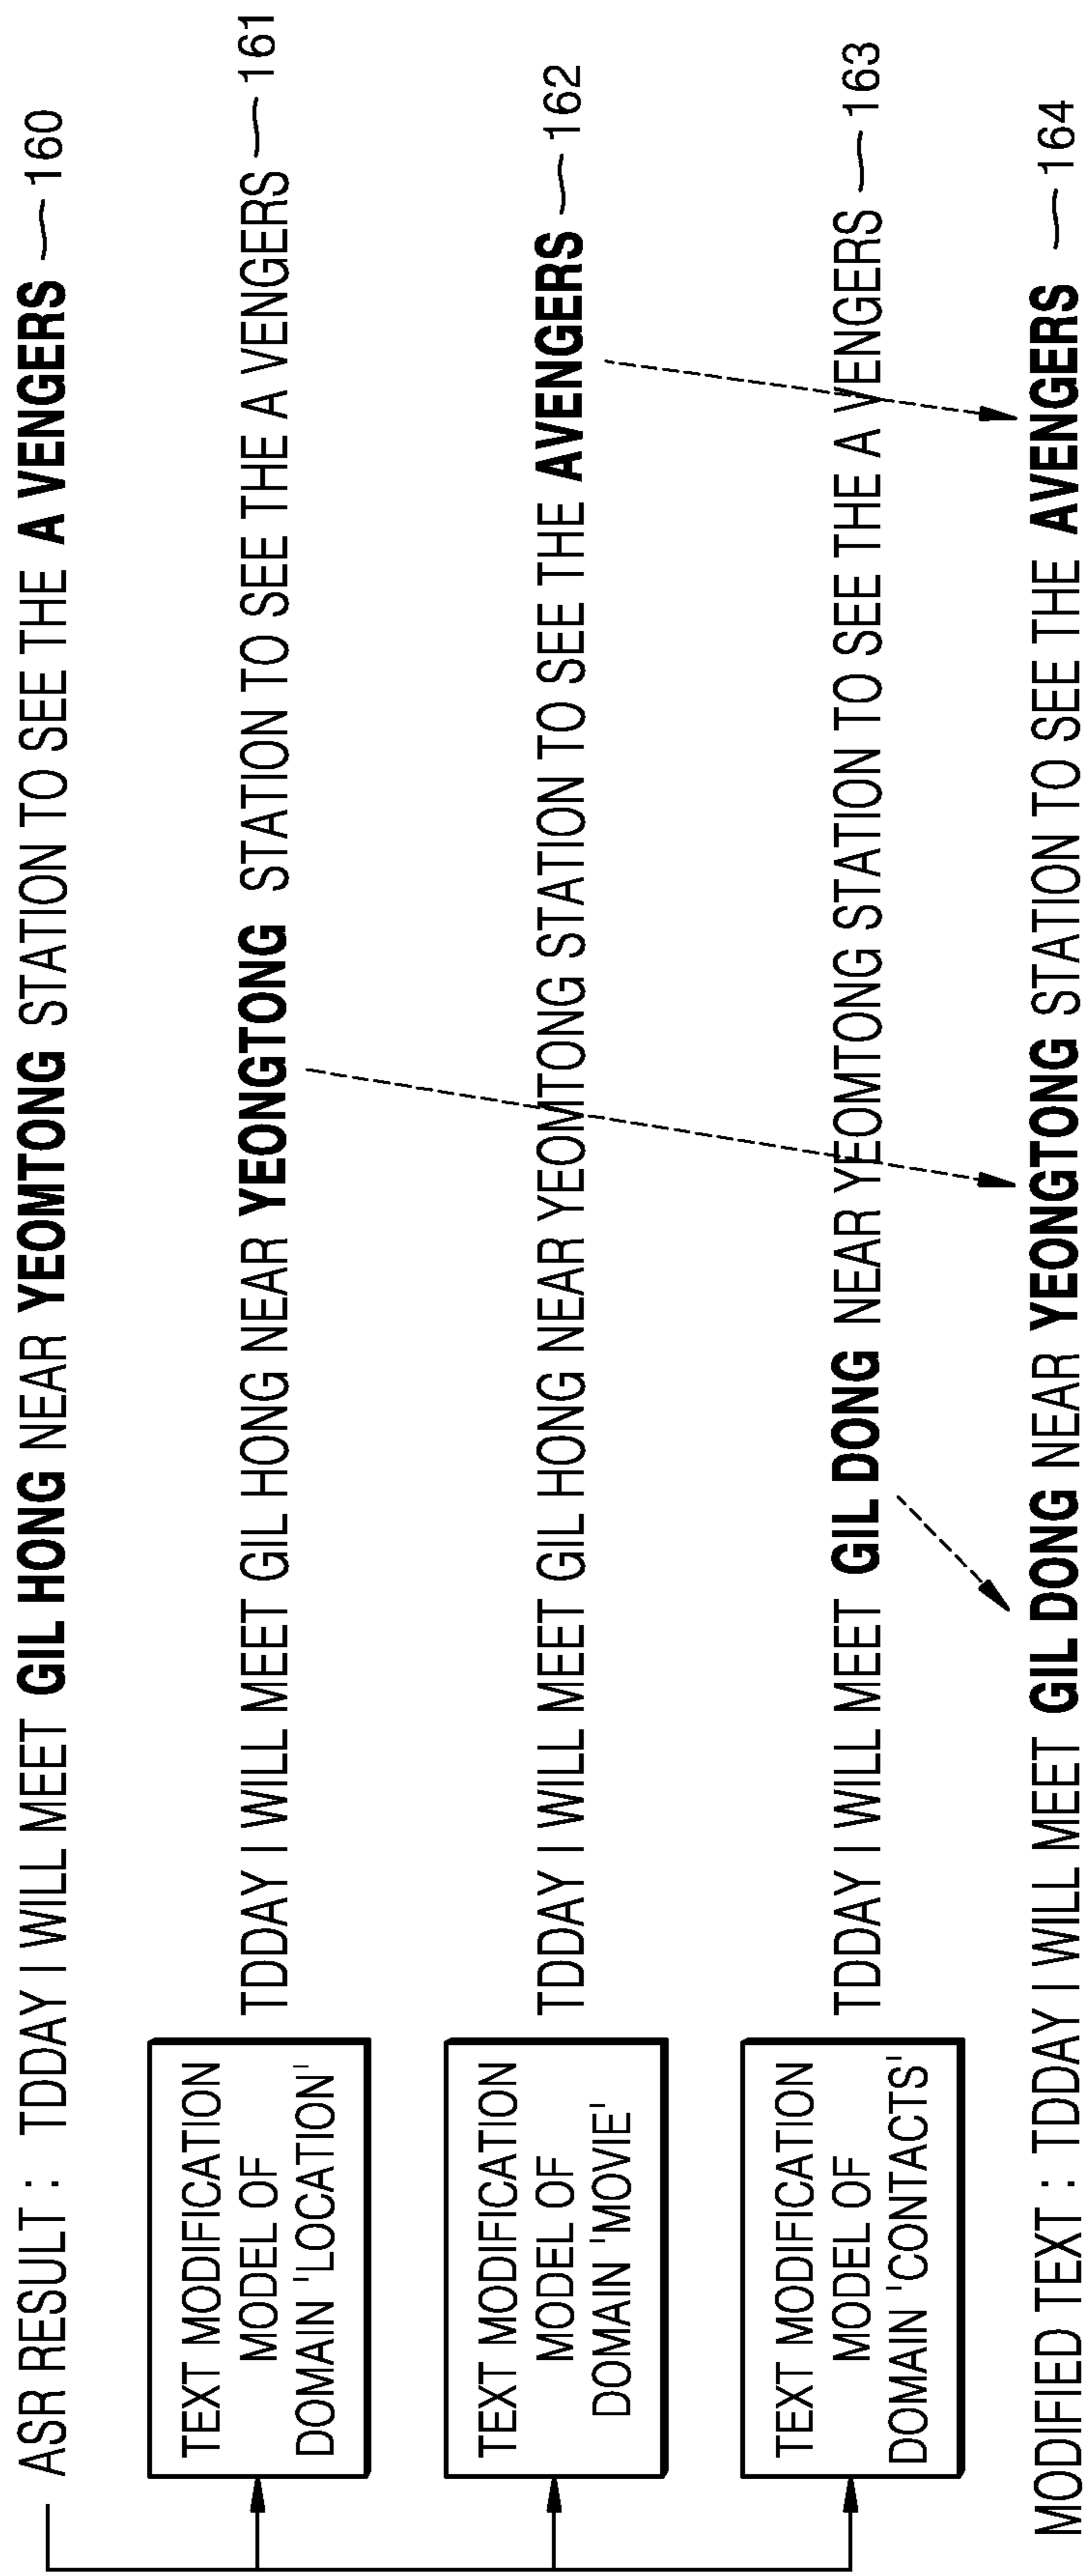 ASR RESULT : TDDAY I WILL MEET GIL HONG NEAR YEOMTONG STATION TO SEE THE A VENGERS 160
TEXT MODIFICATION
MODEL OF
DOMAIN 'LOCATION'
TDDAY I WILL MEET GIL HONG NEAR YEONGTONG STATION TO SEE THE A VENGERS 161
TEXT MODIFICATION
MODEL OF
DOMAIN 'MOVIE'
TDDAY I WILL MEET GIL HONG NEAR YEOMTONG STATION TO SEE THE AVENGERS 162
TEXT MODIFICATION
MODEL OF
DOMAIN 'CONTACTS'
TDDAY I WILL MEET GIL DONG NEAR YEOMTONG STATION TO SEE THE A VENGERS 163
MODIFIED TEXT : TDDAY I WILL MEET GIL DONG NEAR YEONGTONG STATION TO SEE THE AVENGERS 164